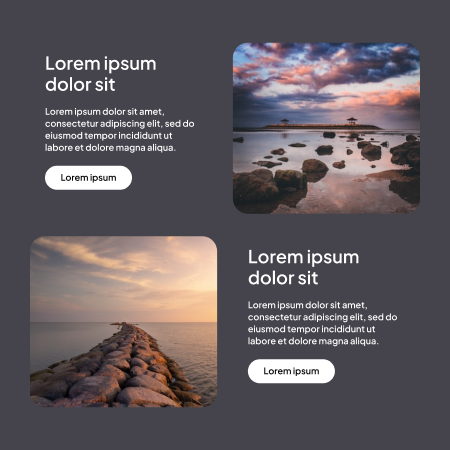 Lorem ipsum
dolor sit
Lorem ipsum dolor sit amet,
consectetur adipiscing elit, sed do
eiusmod tempor incididunt ut
labore et dolore magna aliqua.
Lorem ipsum
Lorem ipsum
dolor sit
Lorem ipsum dolor sit amet,
consectetur adipiscing elit, sed do
eiusmod tempor incididunt ut
labore et dolore magna aliqua.
Lorem ipsum